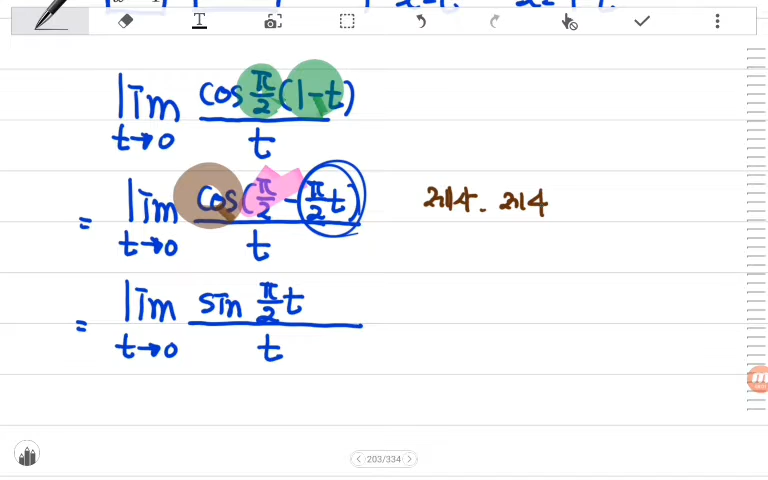 lim cos π/2 (1-t) / t
t→0
= lim cos(π/2 - π/2 t) / t
t→0
= lim sin π/2 t / t
t→0
203/334